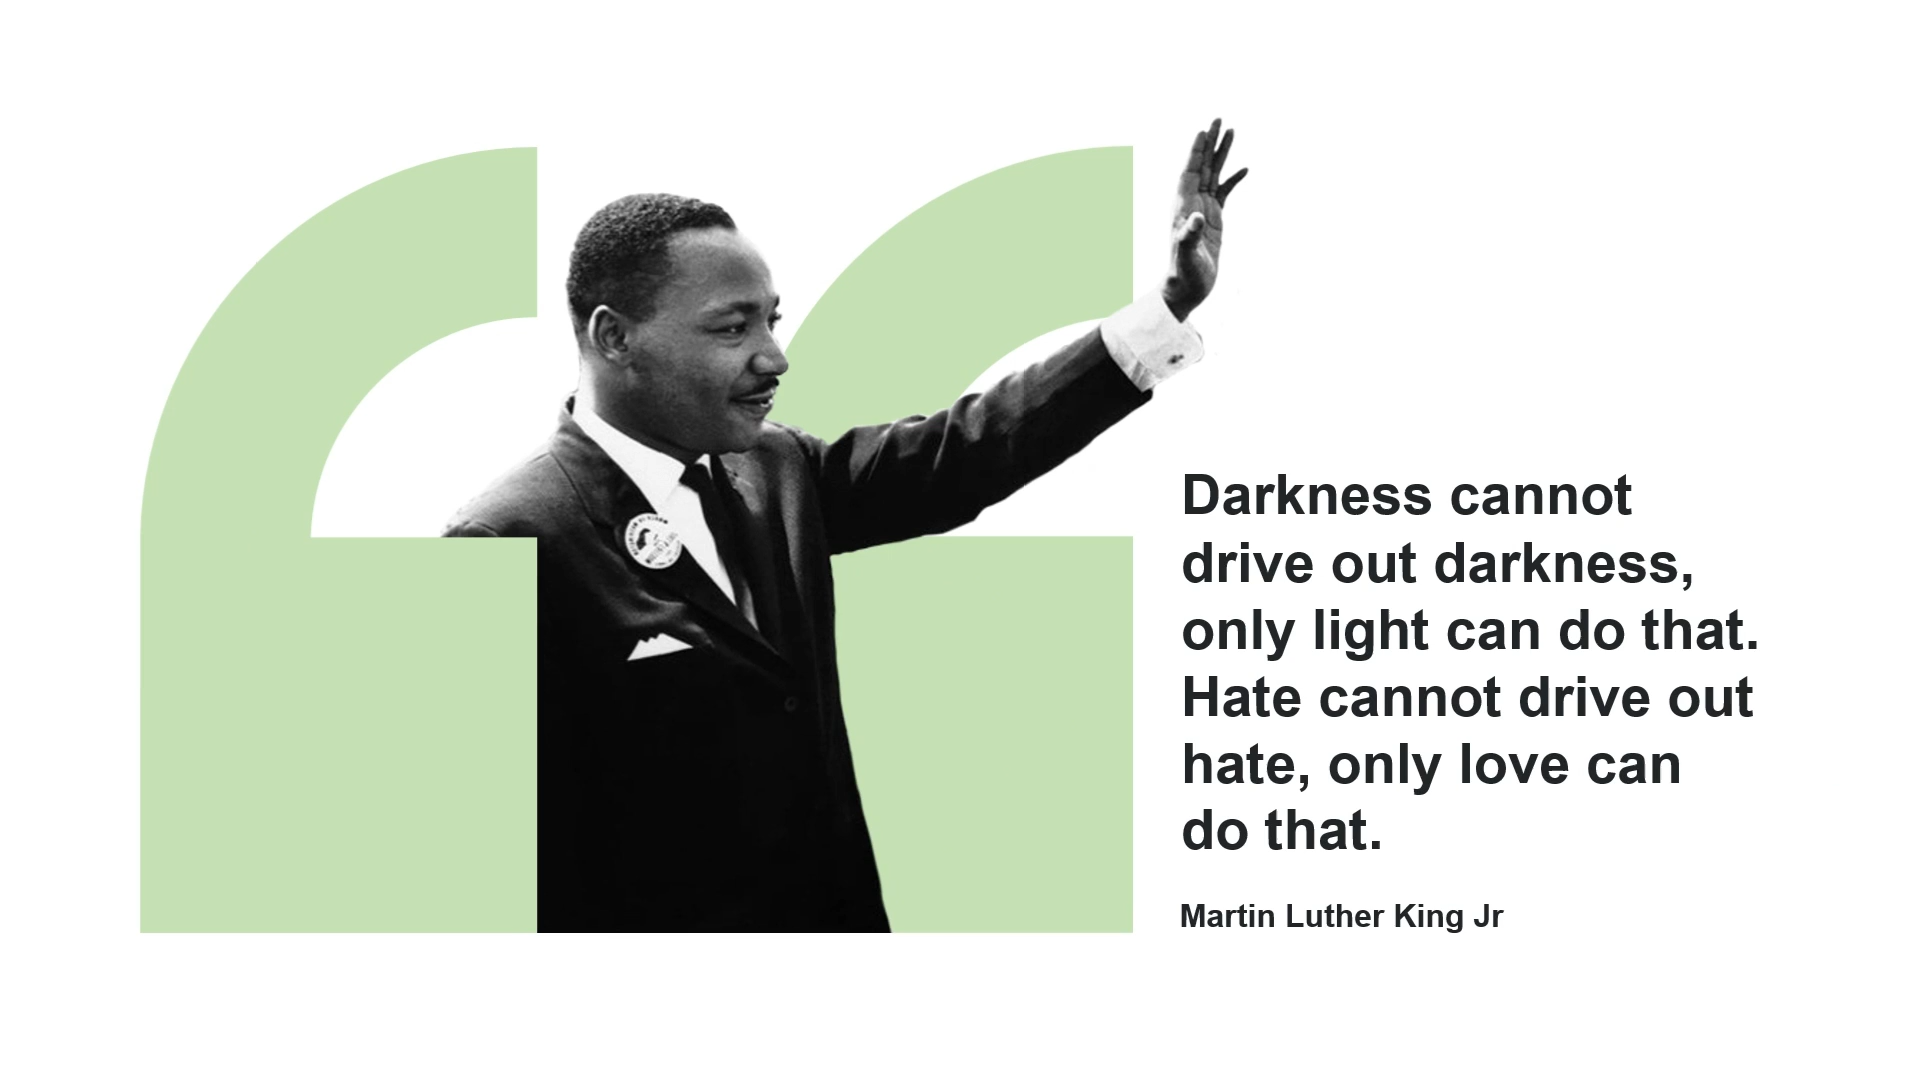 Darkness cannot
drive out darkness,
only light can do that.
Hate cannot drive out
hate, only love can
do that.
Martin Luther King Jr